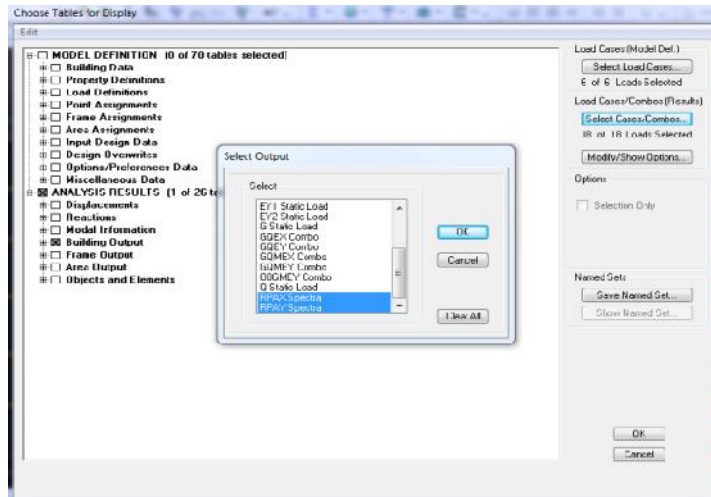 Choose Tables for Display
Edit
MODEL DEFINITION (0 of 70 tables selected)
Building Data
Property Definitions
Load Definitions
Point Assignments
Frame Assignments
Area Assignments
Input Design Data
Design Overwrites
Options/Preferences Data
Miscellaneous Data
ANALYSIS RESULTS (1 of 26
Displacements
Reactions
Modal Information
Building Output
Frame Output
Area Output
Objects and Elements
Select Output
Select
EY1 Static Load
EY2 Static Load
G Static Load
GQEX Combo
GQEY Combo
GQMEX Combo
GQMEY Combo
Combo
Q Static Load
RPAX Spectra
RPAY Spectra
OK
Cancel
Clear All
Load Cases (Model Def.)
Select Load Cases...
6 of 6 Loads Selected
Load Cases/Combos (Results)
Select Cases/Combos...
18 of 18 Loads Selected
Modify/Show Options...
Options
Selection Only
Named Sets
Save Named Set...
Show Named Set...
OK
Cancel